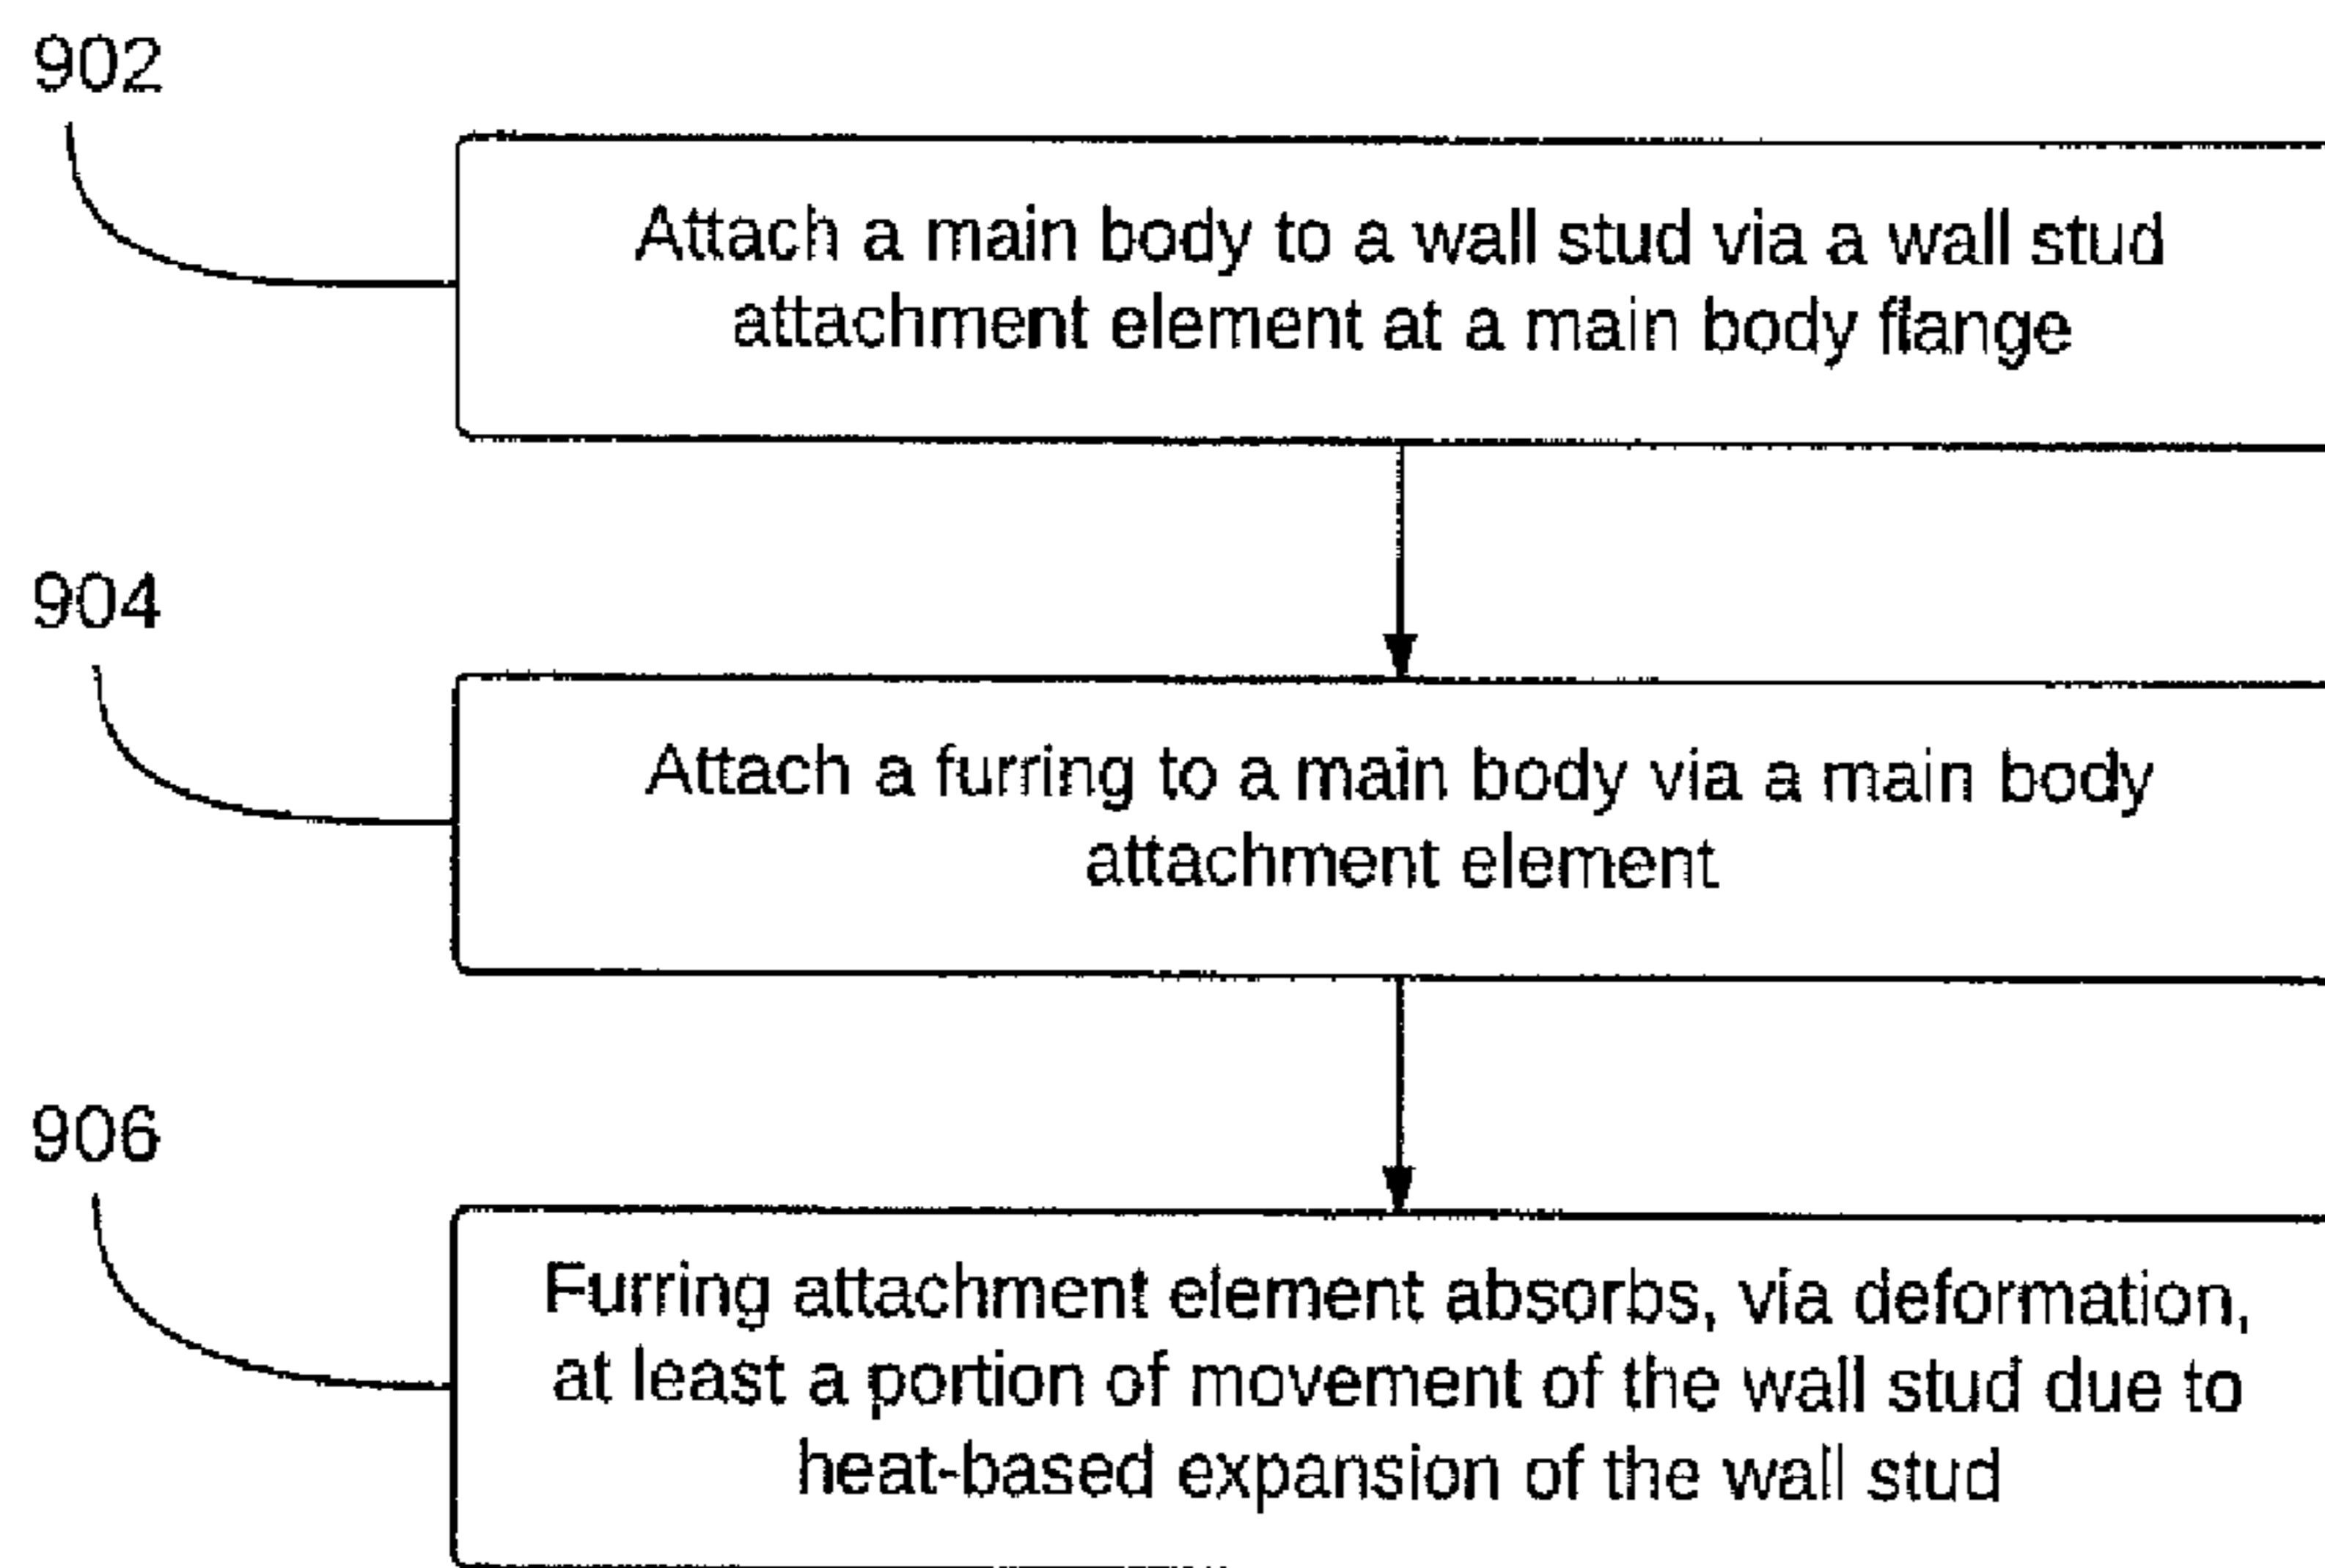 902
Attach a main body to a wall stud via a wall stud
attachment element at a main body flange
904
Attach a furring to a main body via a main body
attachment element
906
Furring attachment element absorbs, via deformation,
at least a portion of movement of the wall stud due to
heat-based expansion of the wall stud